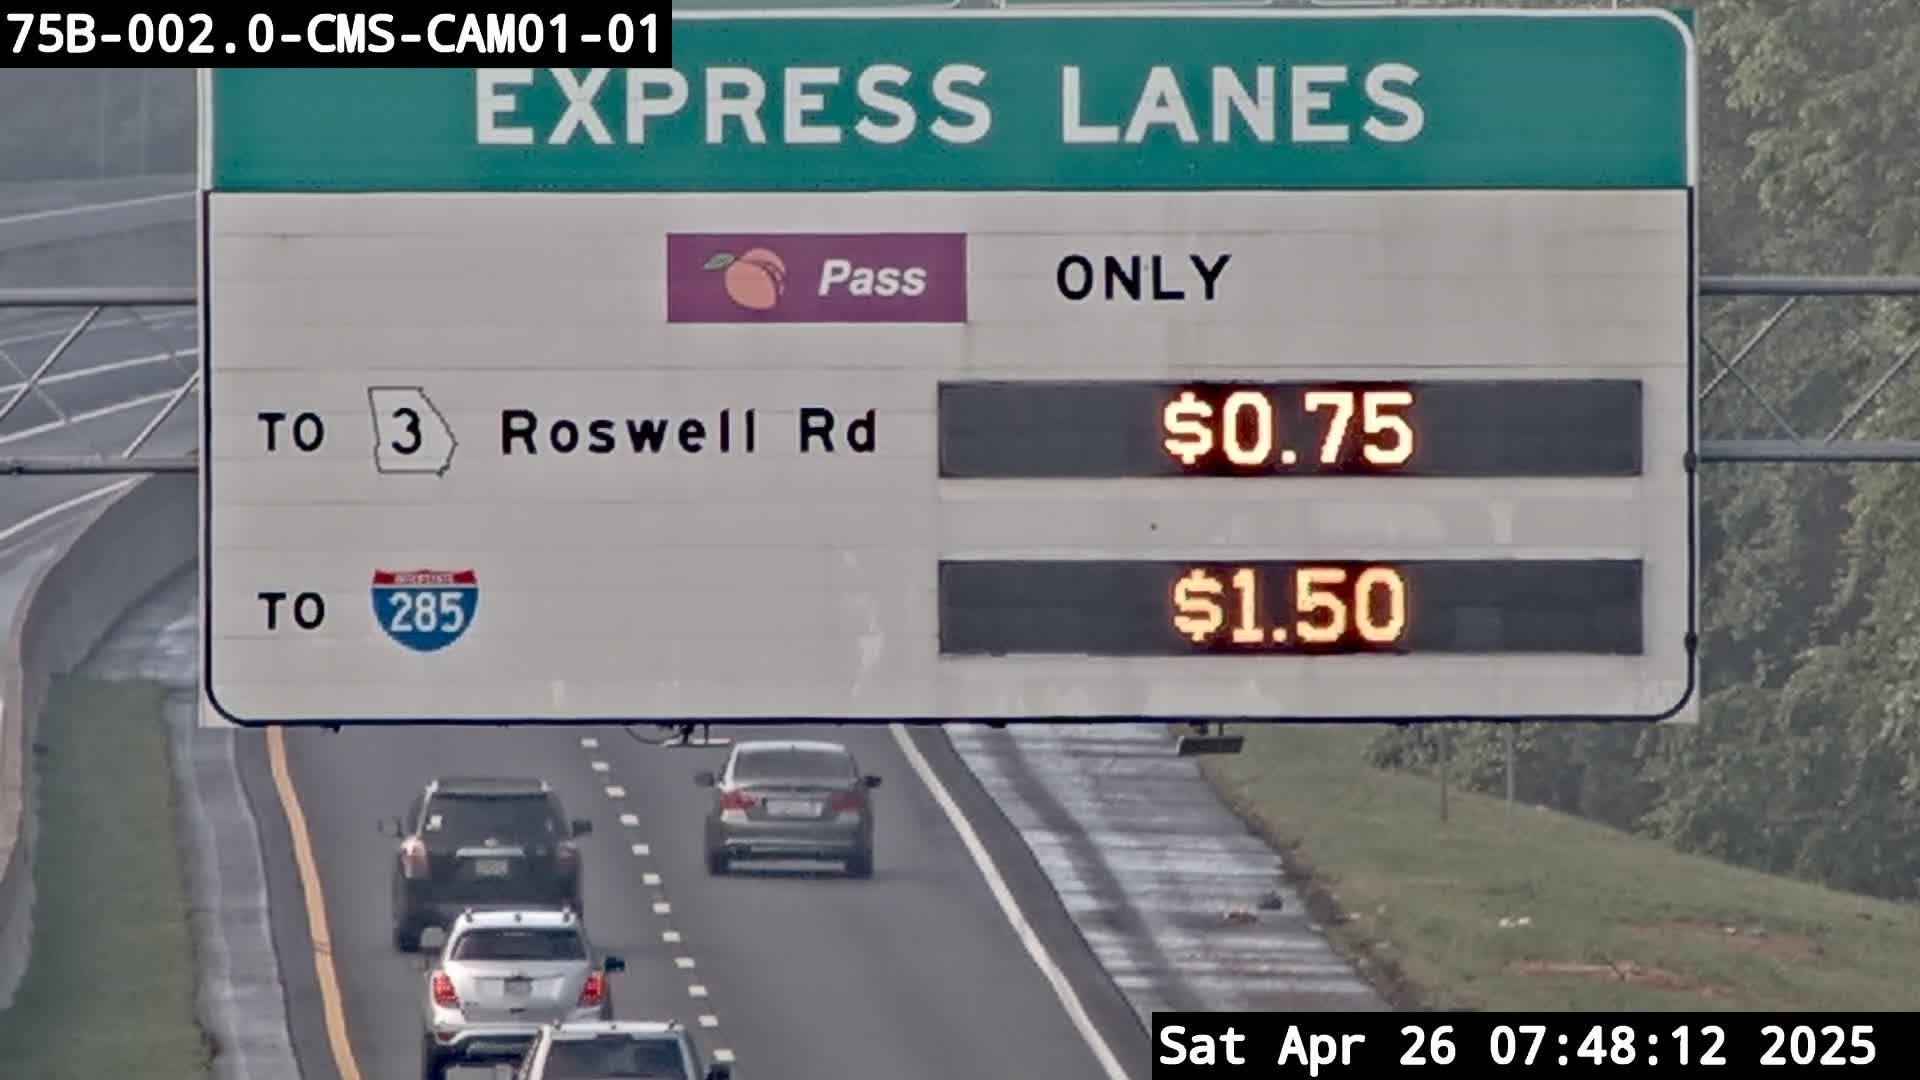 75B-002.0-CMS-CAM01-01
EXPRESS LANES
Pass ONLY
TO 3 Roswell Rd $0.75
INTERSTATE
TO 285 $1.50
Sat Apr 26 07:48:12 2025